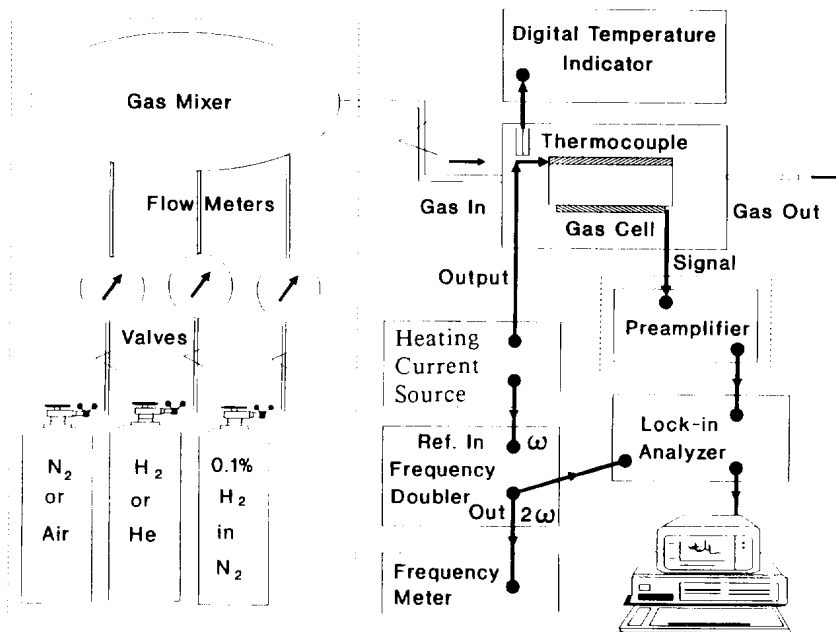 Digital Temperature
Indicator
Gas Mixer
Thermocouple
Flow Meters
Gas In
Gas Cell
Gas Out
Output
Signal
Valves
Heating
Current
Source
Preamplifier
Ref. In ω
Frequency
Doubler
Out 2ω
Lock-in
Analyzer
N₂
or
Air
H₂
or
He
0.1%
H₂
in
N₂
Frequency
Meter